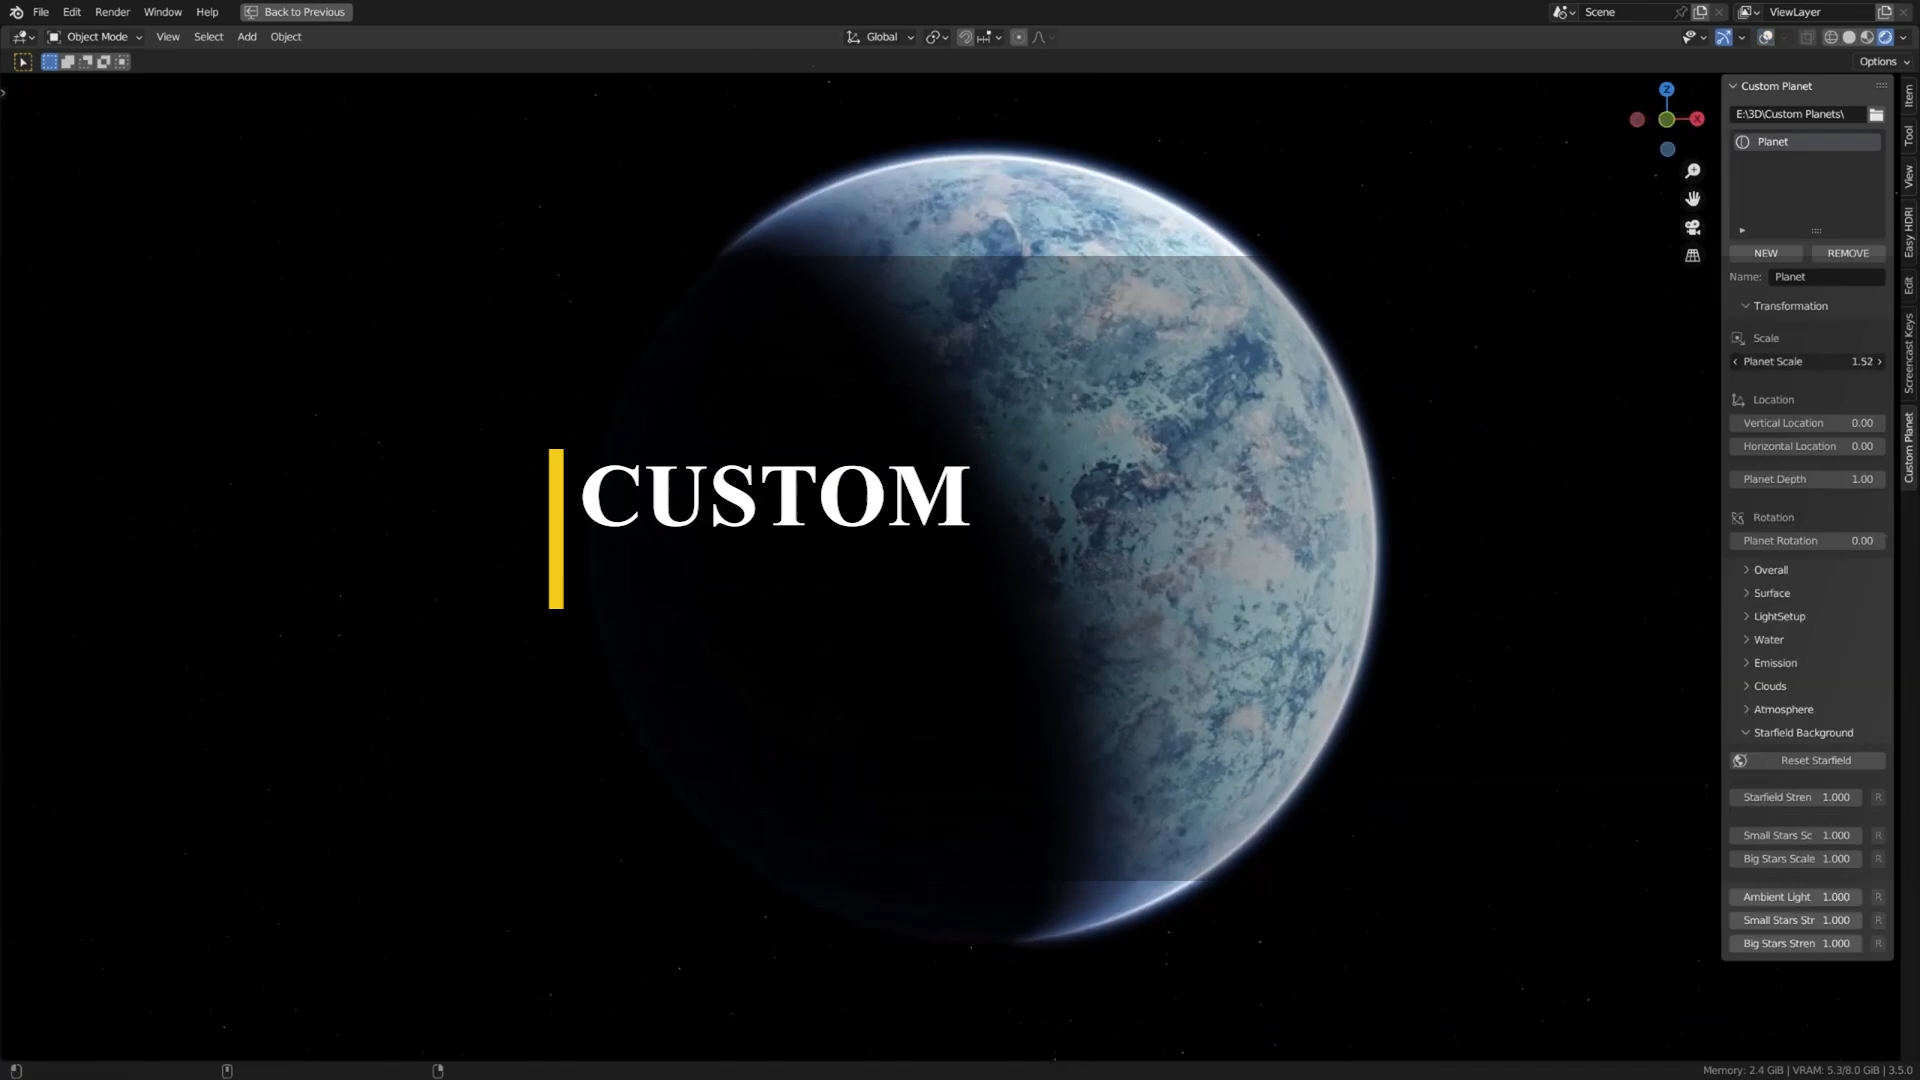 File Edit Render Window Help Back to Previous Scene ViewLayer
Object Mode View Select Add Object Global
Options
Z
X
Custom Planet
E:\3D\Custom Planets\
Planet
NEW REMOVE
Name: Planet
Transformation
Scale
Planet Scale 1.52
Location
Vertical Location 0.00
Horizontal Location 0.00
Planet Depth 1.00
Rotation
Planet Rotation 0.00
Overall
Surface
LightSetup
Water
Emission
Clouds
Atmosphere
Starfield Background
Reset Starfield
Starfield Stren 1.000 R
Small Stars Sc 1.000 R
Big Stars Scale 1.000 R
Ambient Light 1.000 R
Small Stars Str 1.000 R
Big Stars Stren 1.000 R
Item
Tool
View
Easy HDRI
Edit
Screencast Keys
Custom Planet
CUSTOM
Memory: 2.4 GiB | VRAM: 5.3/8.0 GiB | 3.5.0